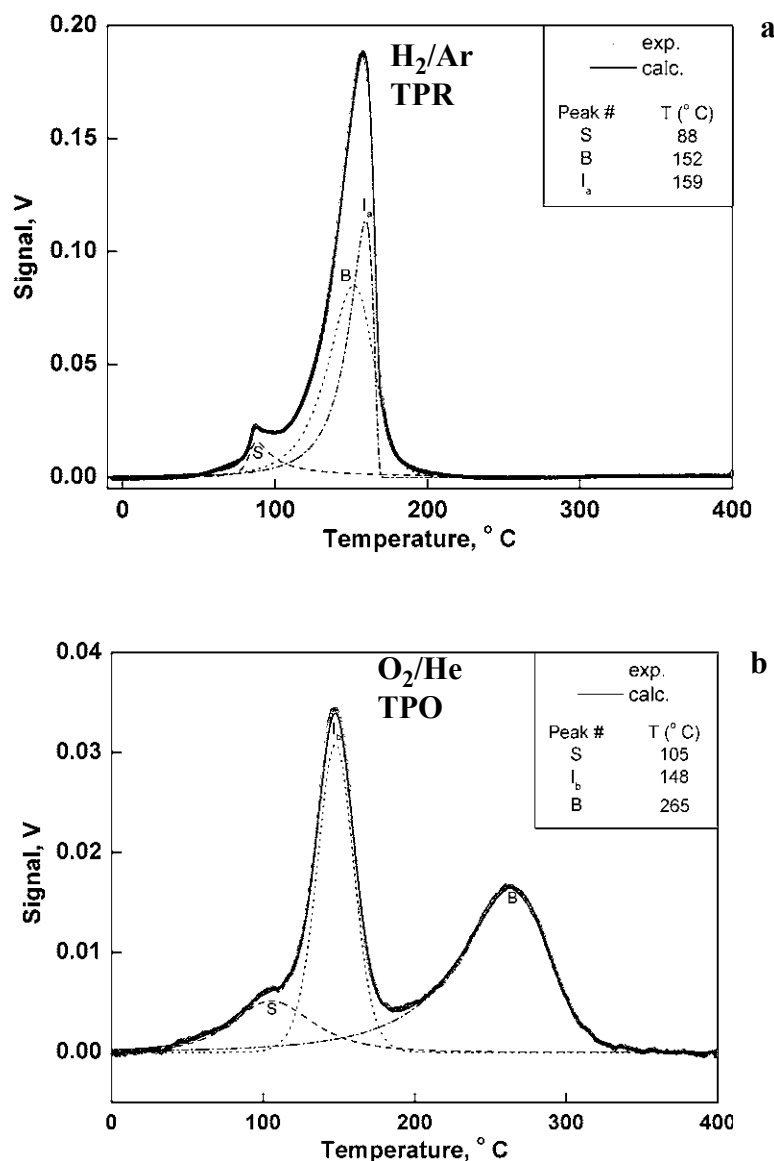 a
0.20
0.15
0.10
0.05
0.00
Signal, V
H₂/Ar
TPR
exp.
calc.
Peak # T (° C)
S 88
B 152
Iₐ 159
Iₐ
B
S
0 100 200 300 400
Temperature, ° C
b
0.04
0.03
0.02
0.01
0.00
Signal, V
O₂/He
TPO
exp.
calc.
Peak # T (° C)
S 105
I_b 148
B 265
I_b
B
S
0 100 200 300 400
Temperature, ° C